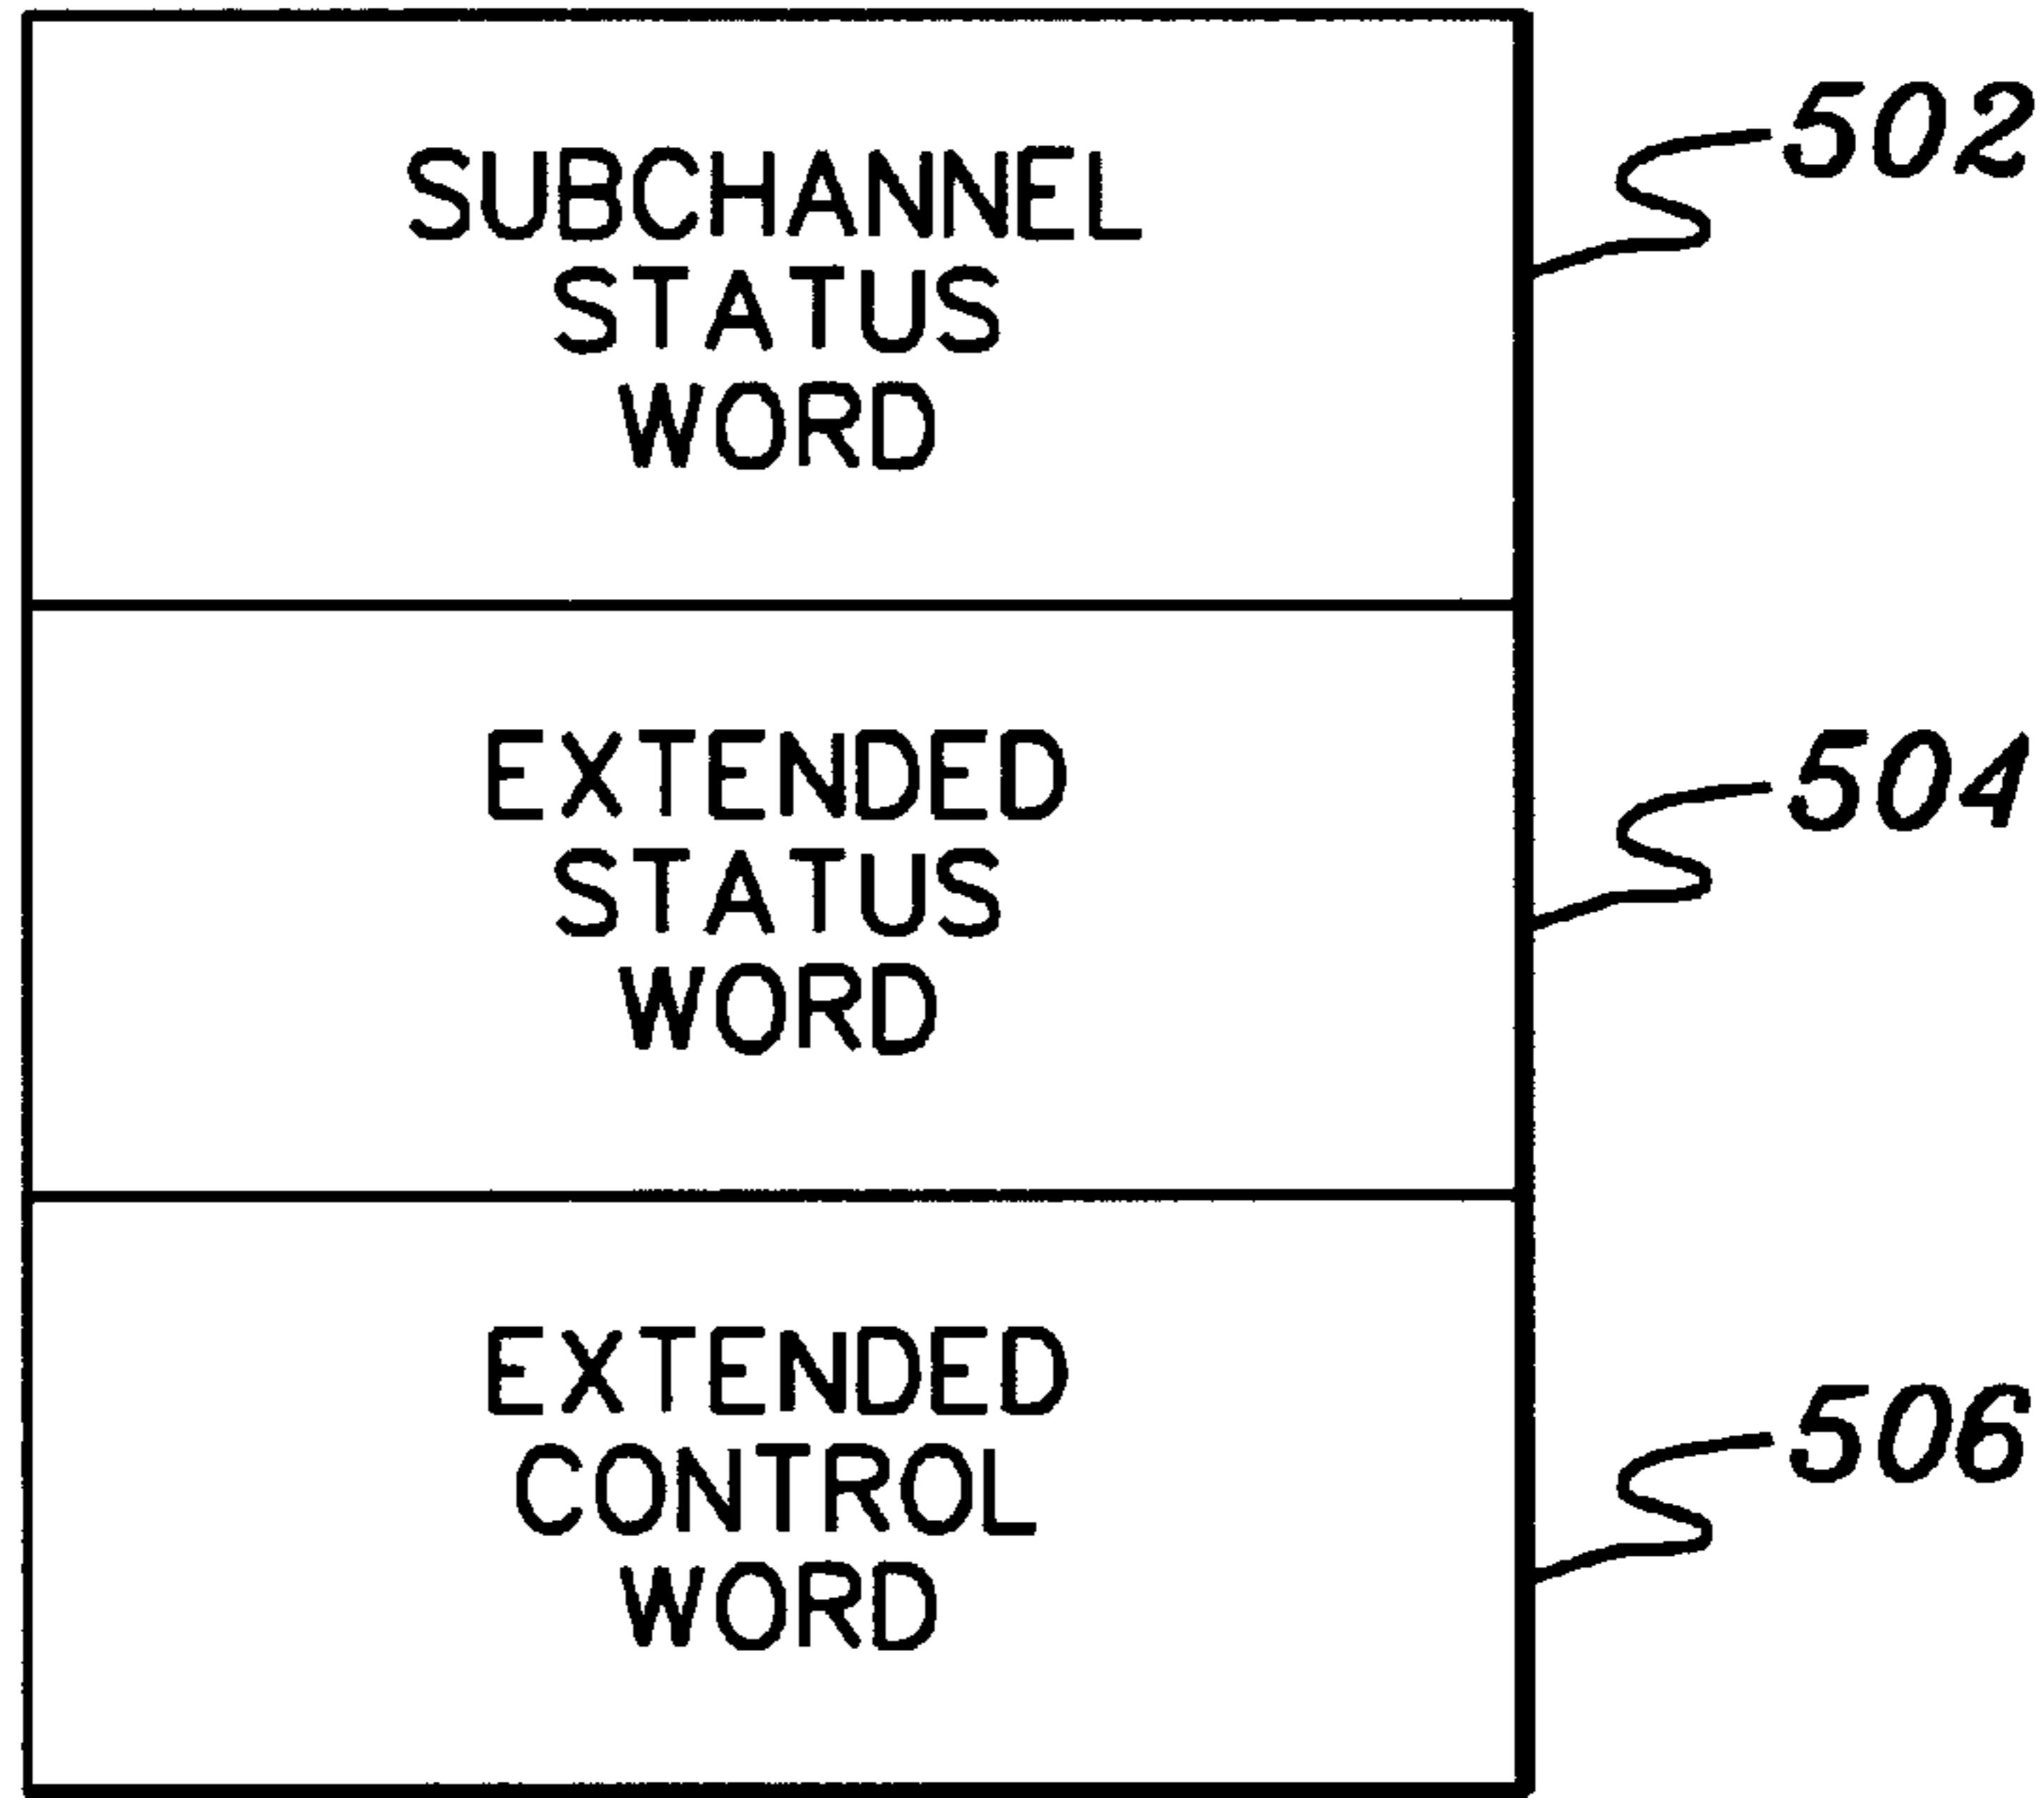 SUBCHANNEL
STATUS
WORD
502
EXTENDED
STATUS
WORD
504
EXTENDED
CONTROL
WORD
506